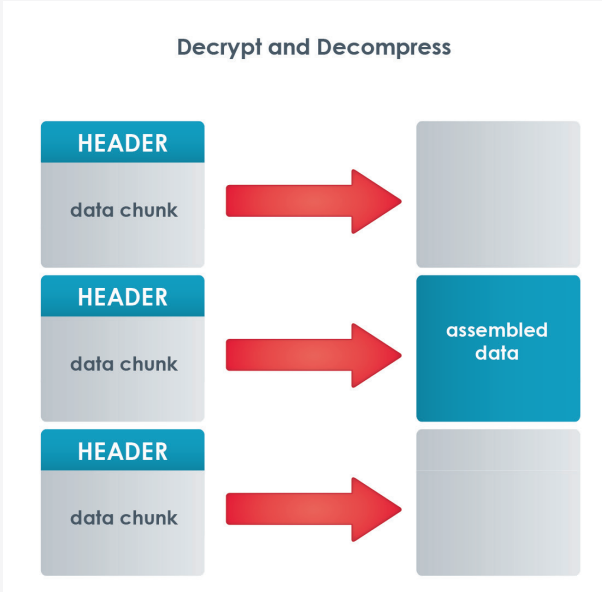 Decrypt and Decompress
HEADER
data chunk
HEADER
data chunk
assembled
data
HEADER
data chunk